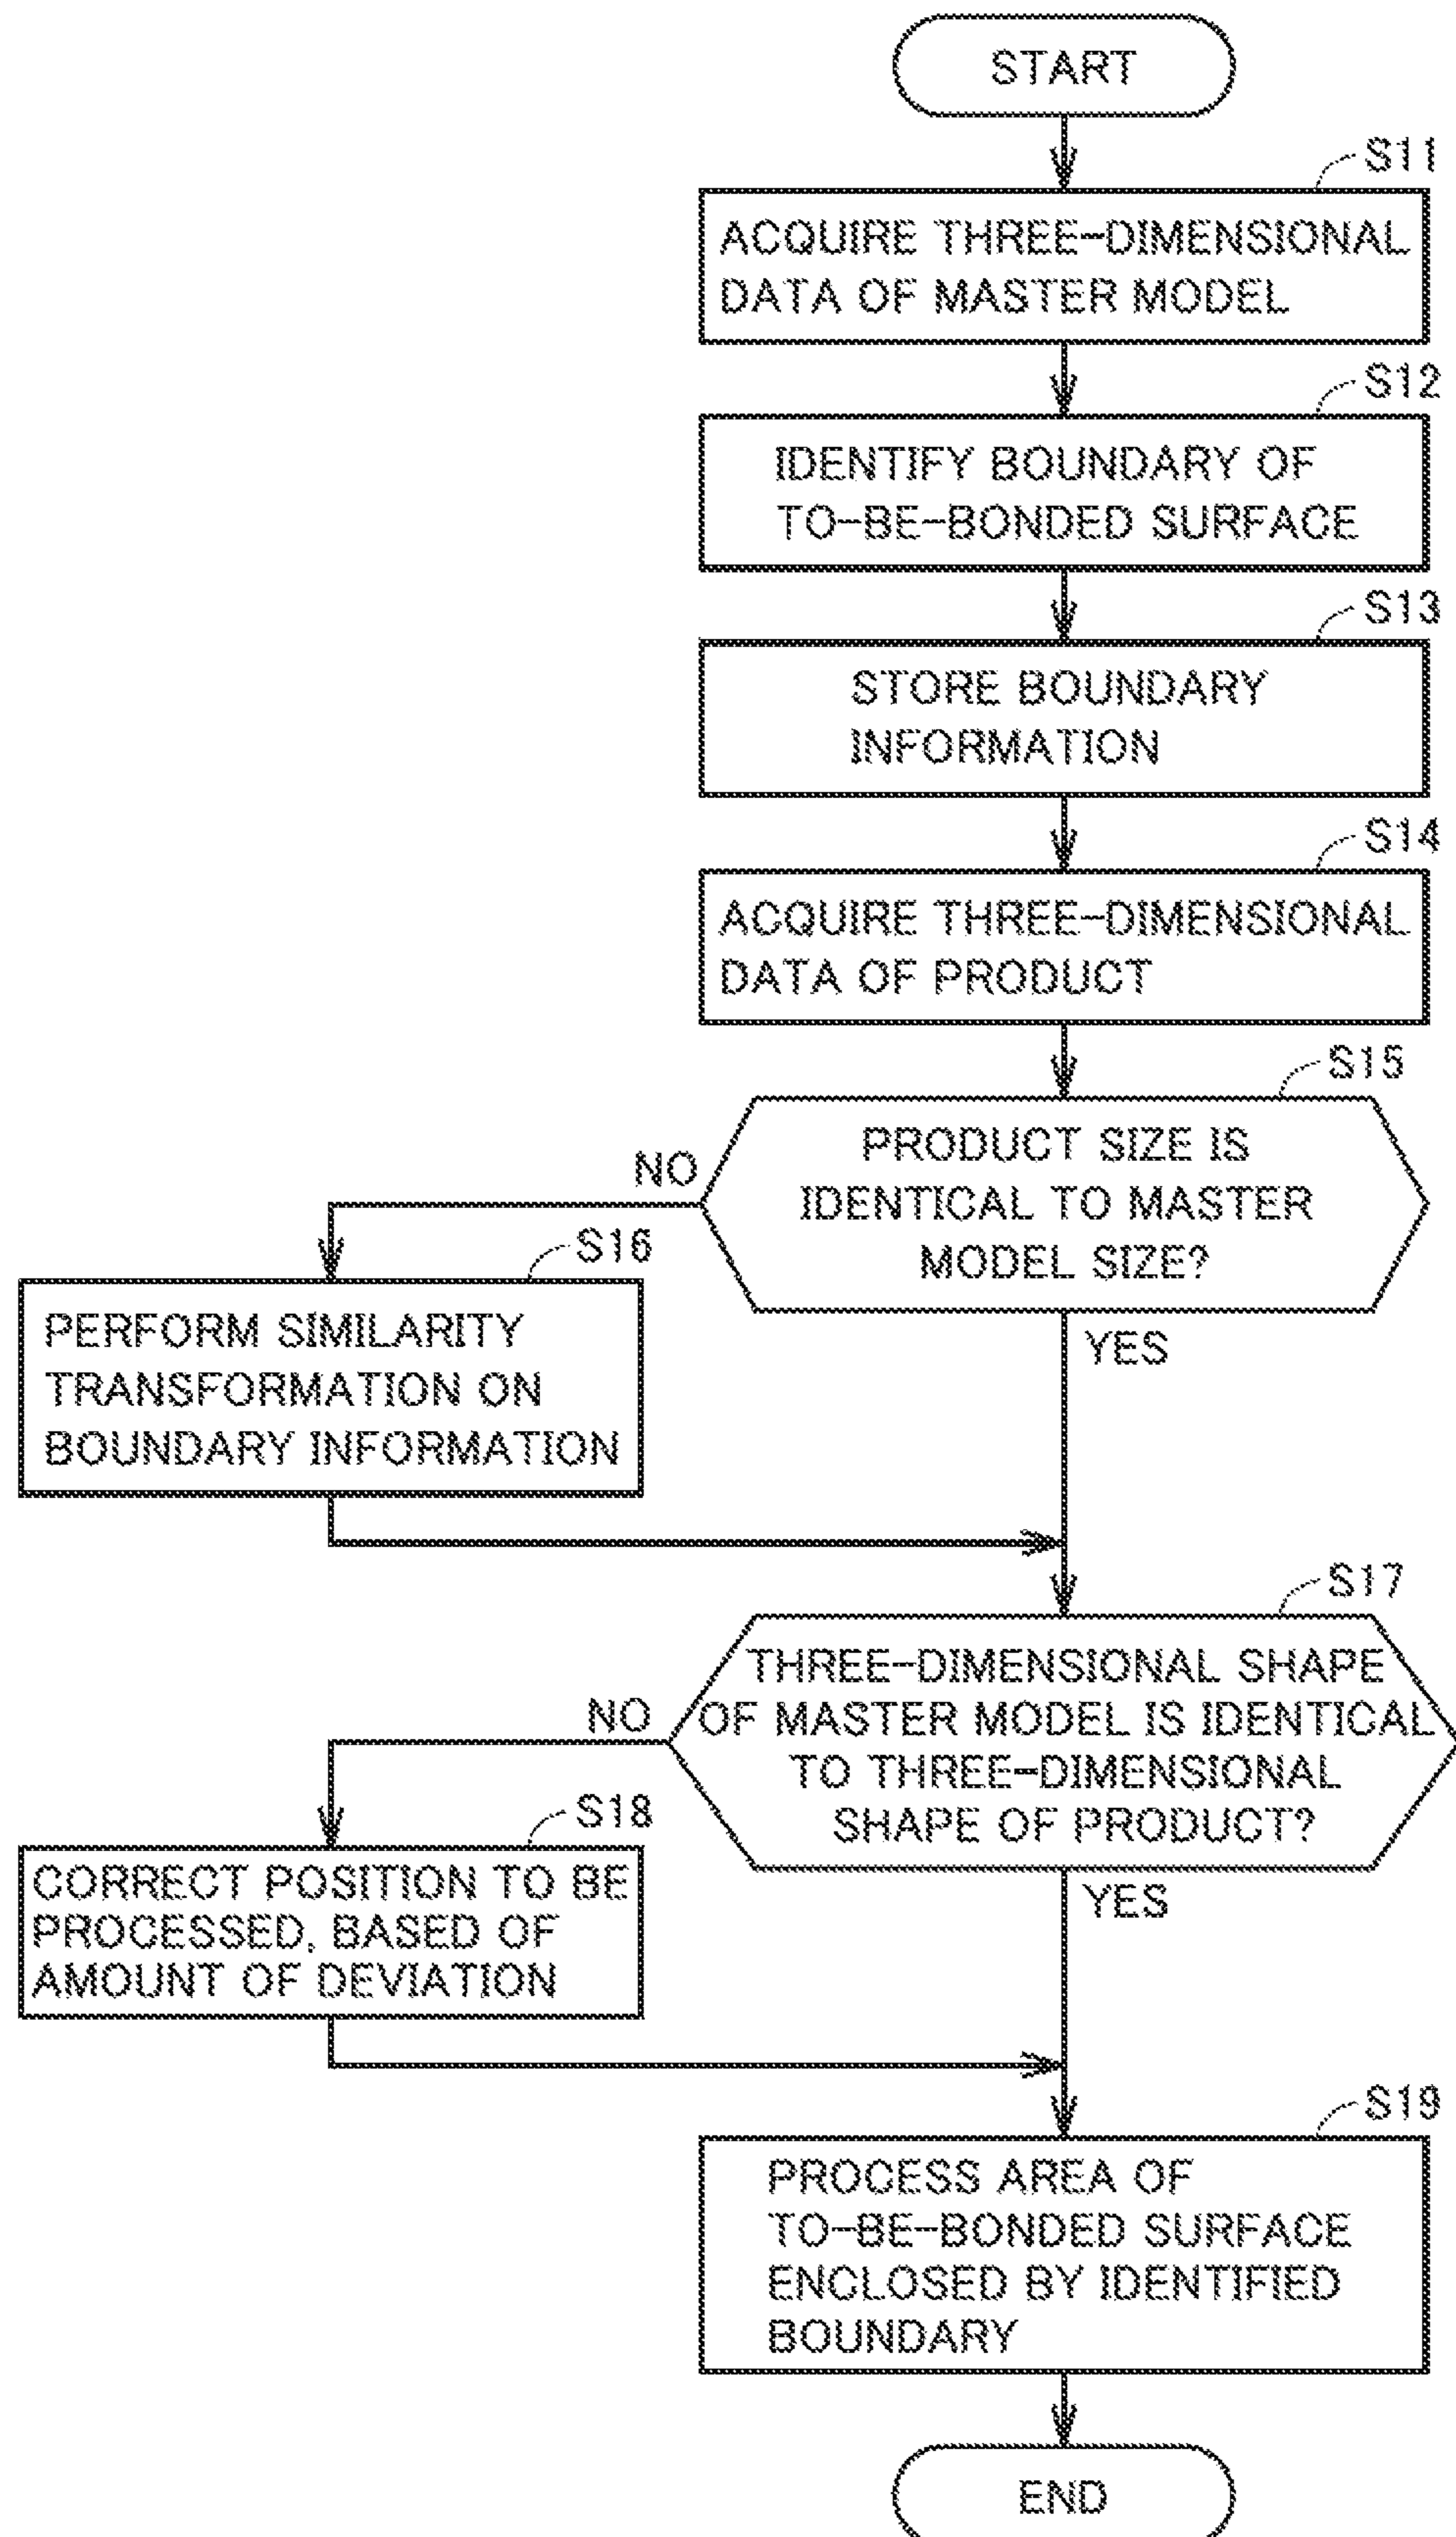 START
S11
ACQUIRE THREE-DIMENSIONAL
DATA OF MASTER MODEL
S12
IDENTIFY BOUNDARY OF
TO-BE-BONDED SURFACE
S13
STORE BOUNDARY
INFORMATION
S14
ACQUIRE THREE-DIMENSIONAL
DATA OF PRODUCT
S15
PRODUCT SIZE IS
IDENTICAL TO MASTER
MODEL SIZE?
NO
S16
PERFORM SIMILARITY
TRANSFORMATION ON
BOUNDARY INFORMATION
YES
S17
THREE-DIMENSIONAL SHAPE
OF MASTER MODEL IS IDENTICAL
TO THREE-DIMENSIONAL
SHAPE OF PRODUCT?
NO
S18
CORRECT POSITION TO BE
PROCESSED, BASED OF
AMOUNT OF DEVIATION
YES
S19
PROCESS AREA OF
TO-BE-BONDED SURFACE
ENCLOSED BY IDENTIFIED
BOUNDARY
END